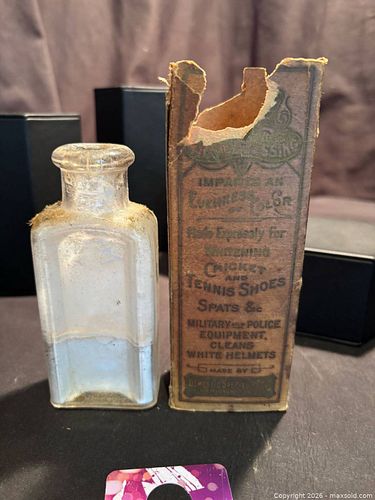 IMPARTS AN
EVENNESS OF COLOR
Made Expressly for
WHITENING
CRICKET
AND
TENNIS SHOES
SPATS &c
MILITARY AND POLICE
EQUIPMENT,
CLEANS
WHITE HELMETS
MADE BY
Copyright 2026 - maxsold.com